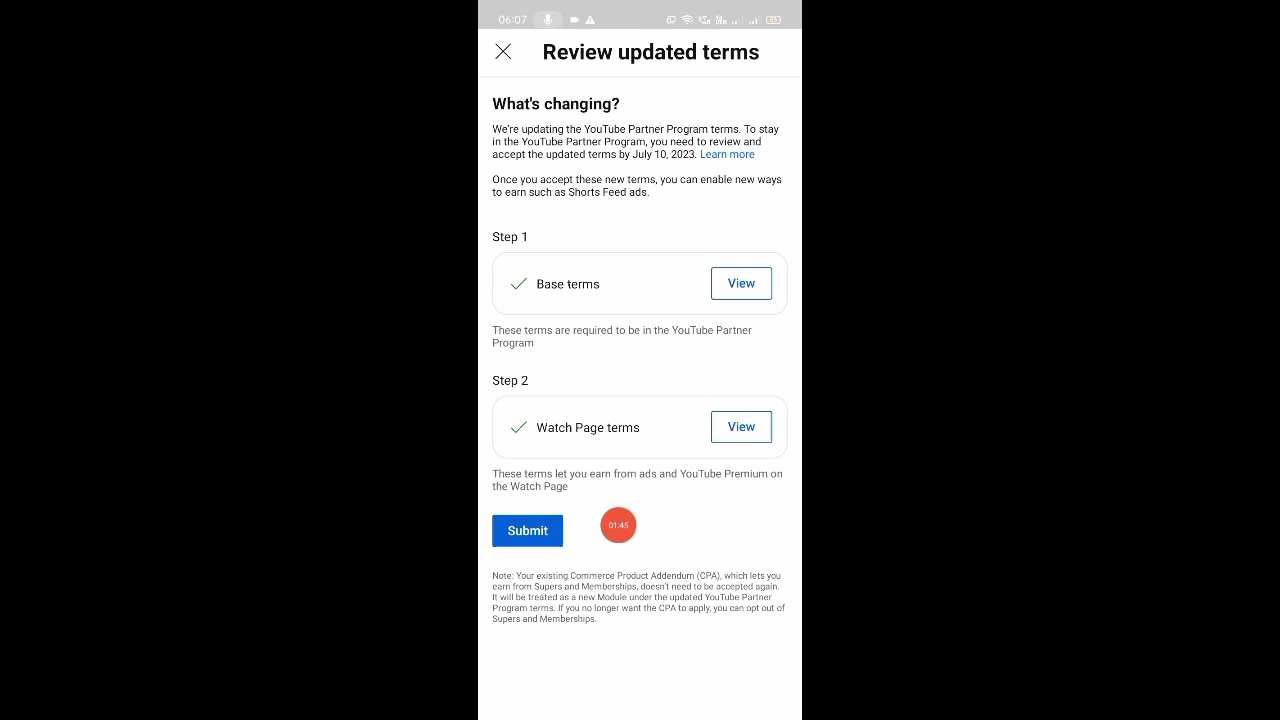 06:07
Review updated terms
What's changing?
We're updating the YouTube Partner Program terms. To stay
in the YouTube Partner Program, you need to review and
accept the updated terms by July 10, 2023. Learn more
Once you accept these new terms, you can enable new ways
to earn such as Shorts Feed ads.
Step 1
Base terms View
These terms are required to be in the YouTube Partner
Program
Step 2
Watch Page terms View
These terms let you earn from ads and YouTube Premium on
the Watch Page
Submit 01:45
Note: Your existing Commerce Product Addendum (CPA), which lets you
earn from Supers and Memberships, doesn't need to be accepted again.
It will be treated as a new Module under the updated YouTube Partner
Program terms. If you no longer want the CPA to apply, you can opt out of
Supers and Memberships.